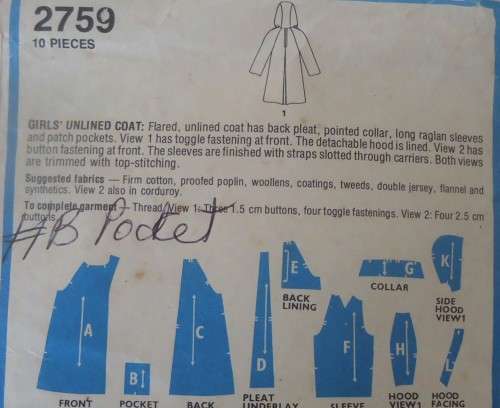 2759
10 PIECES
1
GIRLS' UNLINED COAT: Flared, unlined coat has back pleat, pointed collar, long raglan sleeves
and patch pockets. View 1 has toggle fastening at front. The detachable hood is lined. View 2 has
button fastening at front. The sleeves are finished with straps slotted through carriers. Both views
are trimmed with top-stitching.
Suggested fabrics — Firm cotton, proofed poplin, woollens, coatings, tweeds, double jersey, flannel and
synthetics. View 2 also in corduroy.
To complete garment — Thread/View 1: Three 1.5 cm buttons, four toggle fastenings. View 2: Four 2.5 cm
buttons
#B Pocket
A
B
C
D
E
BACK
LINING
F
G
COLLAR
H
K
SIDE
HOOD
VIEW1
L
FRONT
POCKET
BACK
PLEAT
UNDERLAY
SLEEVE
HOOD
VIEW1
HOOD
FACING